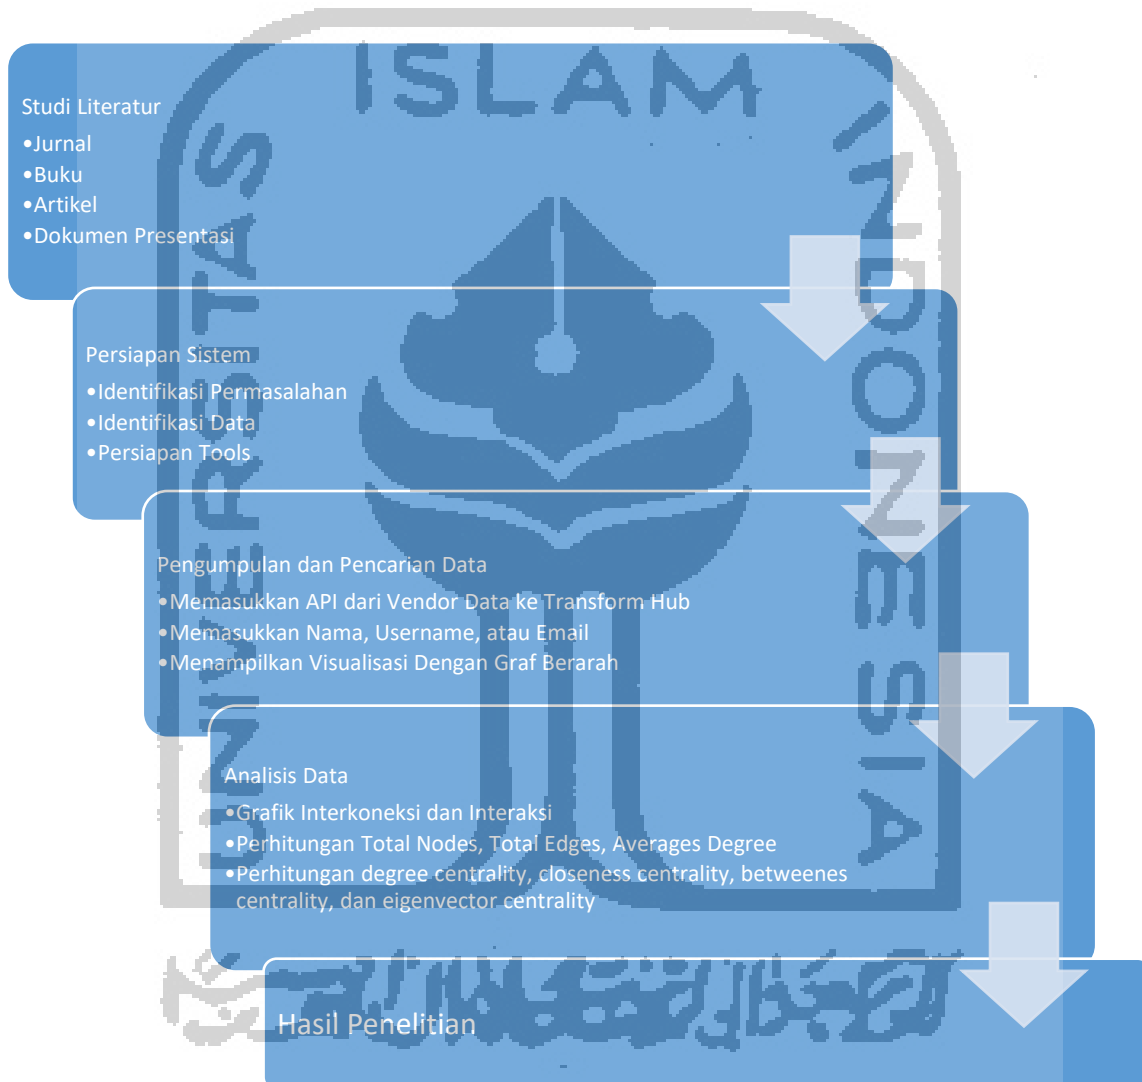 ISLAM
UNIVERSITAS
INDONESIA
Studi Literatur
•Jurnal
•Buku
•Artikel
•Dokumen Presentasi
Persiapan Sistem
•Identifikasi Permasalahan
•Identifikasi Data
•Persiapan Tools
Pengumpulan dan Pencarian Data
•Memasukkan API dari Vendor Data ke Transform Hub
•Memasukkan Nama, Username, atau Email
•Menampilkan Visualisasi Dengan Graf Berarah
Analisis Data
•Grafik Interkoneksi dan Interaksi
•Perhitungan Total Nodes, Total Edges, Averages Degree
•Perhitungan degree centrality, closeness centrality, betweenes
centrality, dan eigenvector centrality
Hasil Penelitian